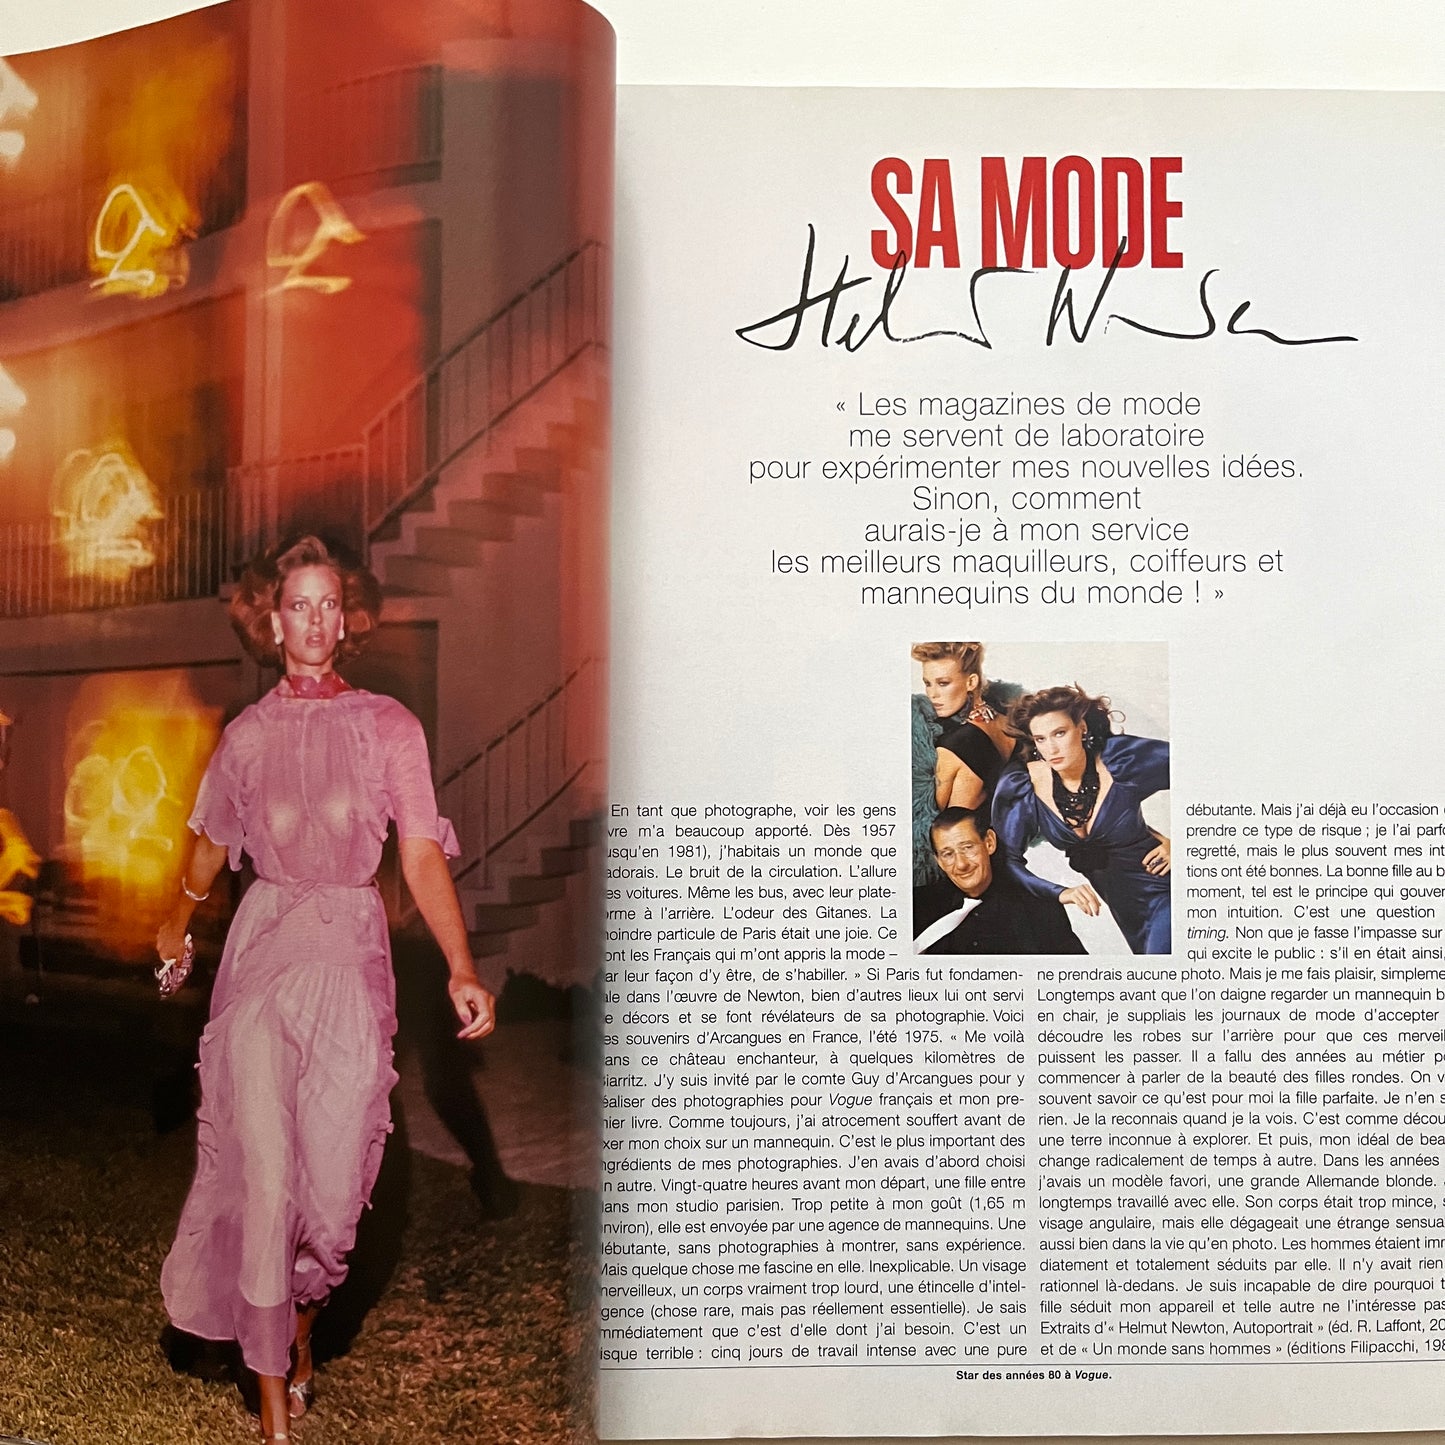 SA MODE
Helmut Newton
« Les magazines de mode
me servent de laboratoire
pour expérimenter mes nouvelles idées.
Sinon, comment
aurais-je à mon service
les meilleurs maquilleurs, coiffeurs et
mannequins du monde ! »
En tant que photographe, voir les gens
m'a beaucoup apporté. Dès 1957
jusqu'en 1981), j'habitais un monde que
j'adorais. Le bruit de la circulation. L'allure
voitures. Même les bus, avec leur plate-
à l'arrière. L'odeur des Gitanes. La
moindre particule de Paris était une joie. Ce
les Français qui m'ont appris la mode –
leur façon d'y être, de s'habiller. » Si Paris fut fondamen-
dans l'œuvre de Newton, bien d'autres lieux lui ont servi
décors et se font révélateurs de sa photographie. Voici
souvenirs d'Arcangues en France, l'été 1975. « Me voilà
ce château enchanteur, à quelques kilomètres de
Biarritz. J'y suis invité par le comte Guy d'Arcangues pour y
réaliser des photographies pour Vogue français et mon pre-
livre. Comme toujours, j'ai atrocement souffert avant de
mon choix sur un mannequin. C'est le plus important des
ingrédients de mes photographies. J'en avais d'abord choisi
autre. Vingt-quatre heures avant mon départ, une fille entre
dans mon studio parisien. Trop petite à mon goût (1,65 m
environ), elle est envoyée par une agence de mannequins. Une
débutante, sans photographies à montrer, sans expérience.
Mais quelque chose me fascine en elle. Inexplicable. Un visage
merveilleux, un corps vraiment trop lourd, une étincelle d'intel-
(chose rare, mais pas réellement essentielle). Je sais
immédiatement que c'est d'elle dont j'ai besoin. C'est un
risque terrible : cinq jours de travail intense avec une pure
débutante. Mais j'ai déjà eu l'occasion
prendre ce type de risque ; je l'ai
regretté, mais le plus souvent mes
tions ont été bonnes. La bonne fille au
moment, tel est le principe qui
mon intuition. C'est une question
timing. Non que je fasse l'impasse sur
qui excite le public : s'il en était ainsi,
ne prendrais aucune photo. Mais je me fais plaisir,
Longtemps avant que l'on daigne regarder un mannequin
en chair, je suppliais les journaux de mode d'accepter
découdre les robes sur l'arrière pour que ces
puissent les passer. Il a fallu des années au métier
commencer à parler de la beauté des filles rondes. On
souvent savoir ce qu'est pour moi la fille parfaite. Je n'en
rien. Je la reconnais quand je la vois. C'est comme
une terre inconnue à explorer. Et puis, mon idéal de
change radicalement de temps à autre. Dans les années
j'avais un modèle favori, une grande Allemande blonde.
longtemps travaillé avec elle. Son corps était trop mince,
visage angulaire, mais elle dégageait une étrange
aussi bien dans la vie qu'en photo. Les hommes étaient
diatement et totalement séduits par elle. Il n'y avait rien
rationnel là-dedans. Je suis incapable de dire pourquoi
fille séduit mon appareil et telle autre ne l'intéresse
Extraits d'« Helmut Newton, Autoportrait » (éd. R. Laffont,
et de « Un monde sans hommes » (éditions Filipacchi,
Star des années 80 à Vogue.